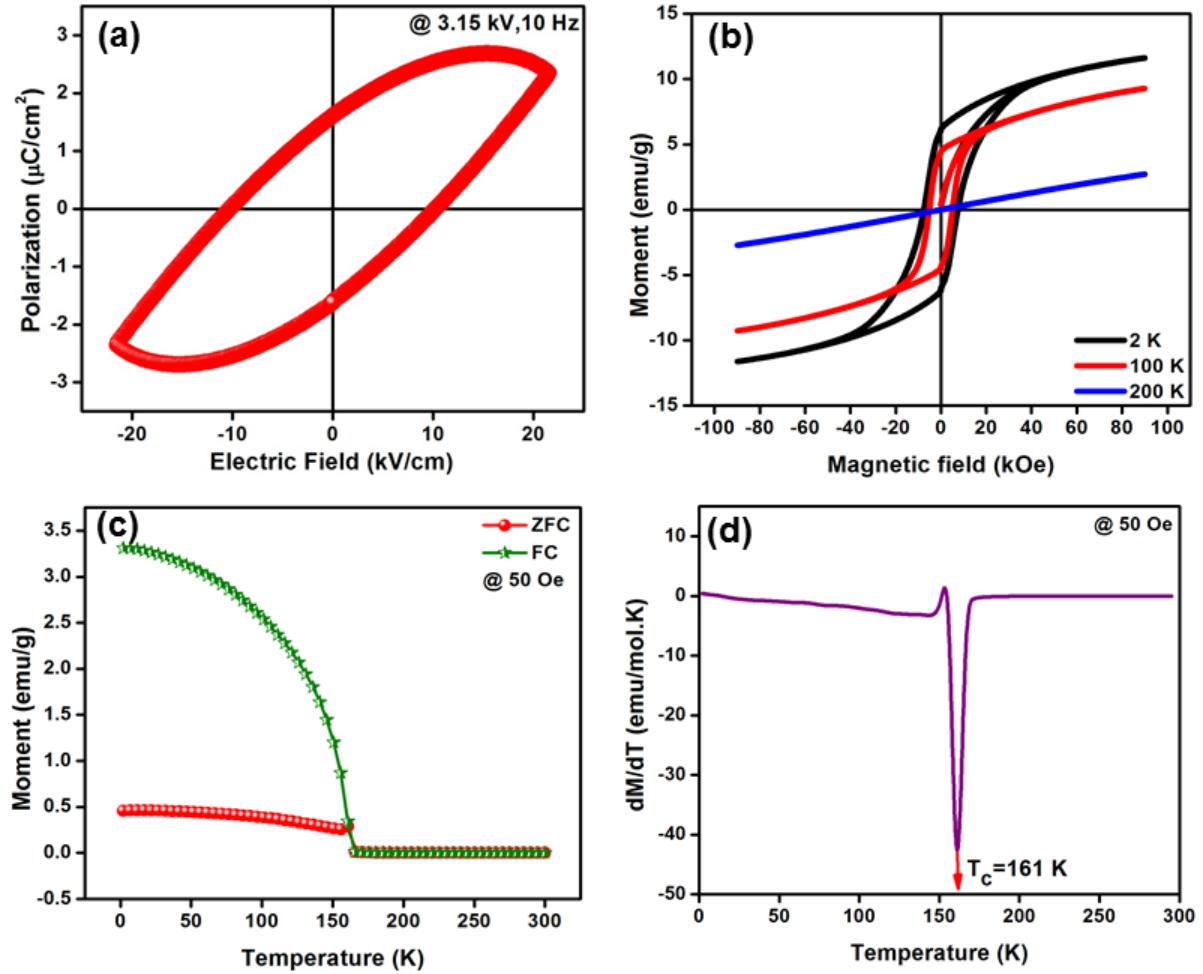 (a)
@ 3.15 kV,10 Hz
3
2
1
0
-1
-2
-3
Polarization (μC/cm²)
-20
-10
0
10
20
Electric Field (kV/cm)
(b)
15
10
5
0
-5
-10
-15
Moment (emu/g)
2 K
100 K
200 K
-100
-80
-60
-40
-20
0
20
40
60
80
100
Magnetic field (kOe)
(c)
ZFC
FC
@ 50 Oe
3.5
3.0
2.5
2.0
1.5
1.0
0.5
0.0
-0.5
Moment (emu/g)
0
50
100
150
200
250
300
Temperature (K)
(d)
@ 50 Oe
10
0
-10
-20
-30
-40
-50
dM/dT (emu/mol.K)
T_C=161 K
0
50
100
150
200
250
300
Temperature (K)